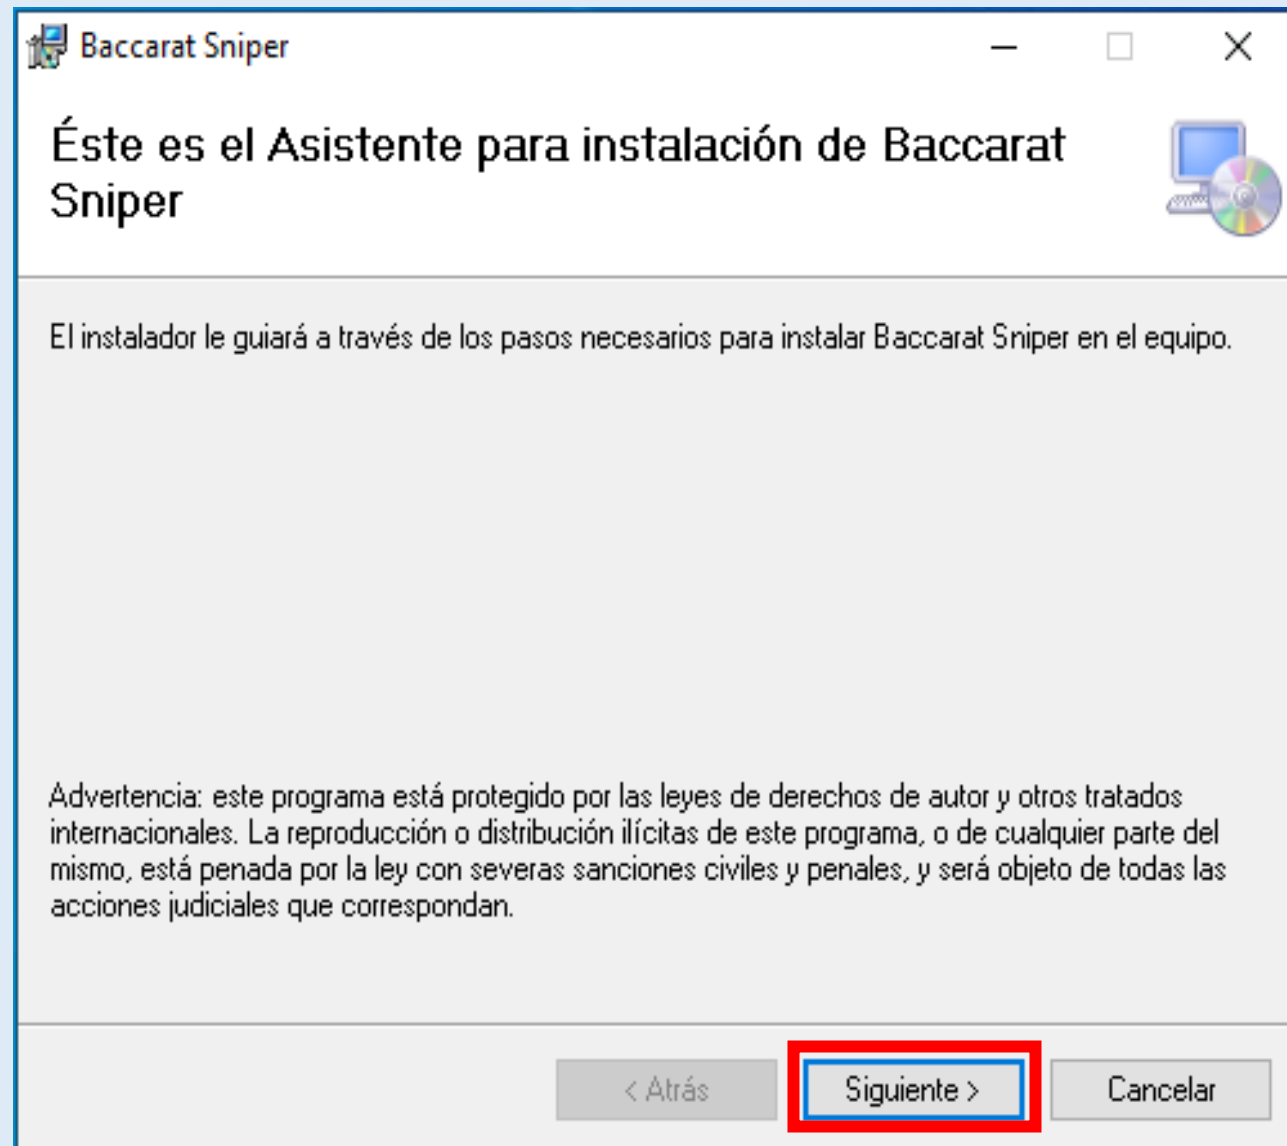 Baccarat Sniper
Éste es el Asistente para instalación de Baccarat
Sniper
El instalador le guiará a través de los pasos necesarios para instalar Baccarat Sniper en el equipo.
Advertencia: este programa está protegido por las leyes de derechos de autor y otros tratados
internacionales. La reproducción o distribución ilícitas de este programa, o de cualquier parte del
mismo, está penada por la ley con severas sanciones civiles y penales, y será objeto de todas las
acciones judiciales que correspondan.
< Atrás Siguiente > Cancelar